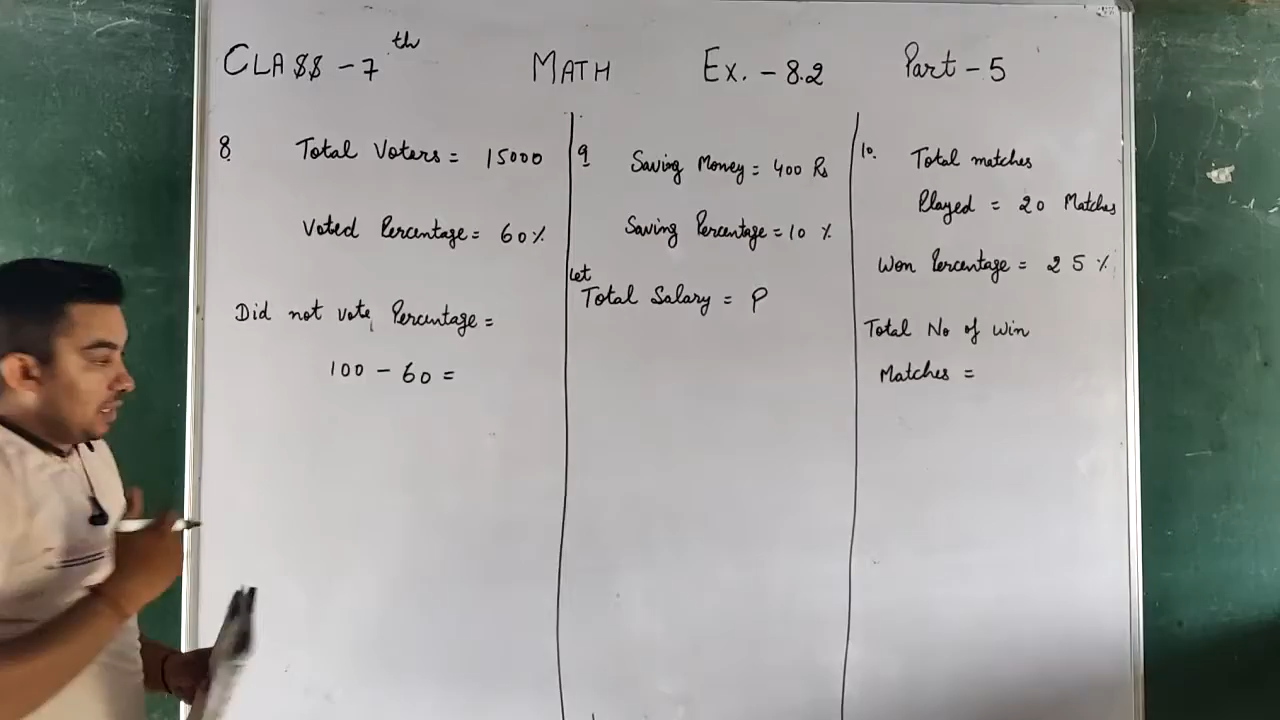 CLASS - 7th MATH Ex. - 8.2 Part - 5
8. Total Voters = 15000
Voted Percentage = 60%
Did not vote Percentage =
100 - 60 =
9 Saving Money = 400 Rs
Saving Percentage = 10 %
Let
Total Salary = P
10. Total matches
Played = 20 Matches
Won Percentage = 25 %
Total No of Win
Matches =